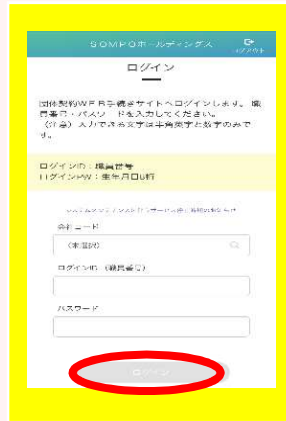 SOMPOホールディングス
ログアウト
ログイン
団体契約WEB手続きサイトへログインします。職
員番号・パスワードを入力してください。
（注意）入力できる文字は半角英字と数字のみで
す。
ログインID：職員番号
ログインPW：生年月日8桁
会社コード
（未選択）
ログインID（職員番号）
パスワード
ログイン